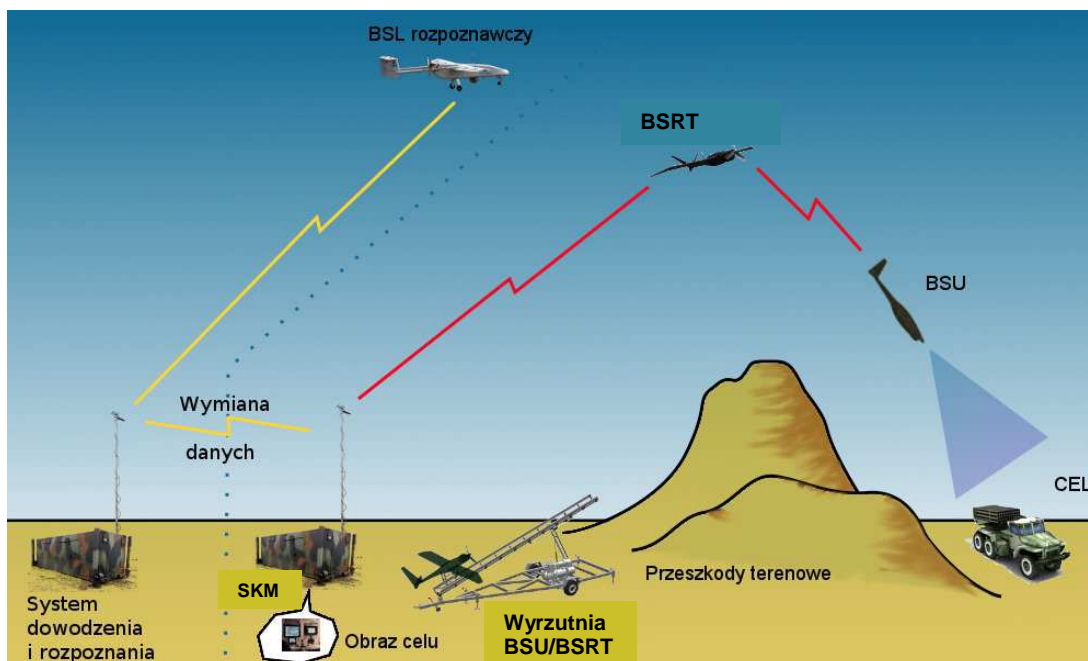 BSL rozpoznawczy
BSRT
BSU
Wymiana
danych
CEL
SKM
Przeszkody terenowe
System
dowodzenia
i rozpoznania
Obraz celu
Wyrzutnia
BSU/BSRT